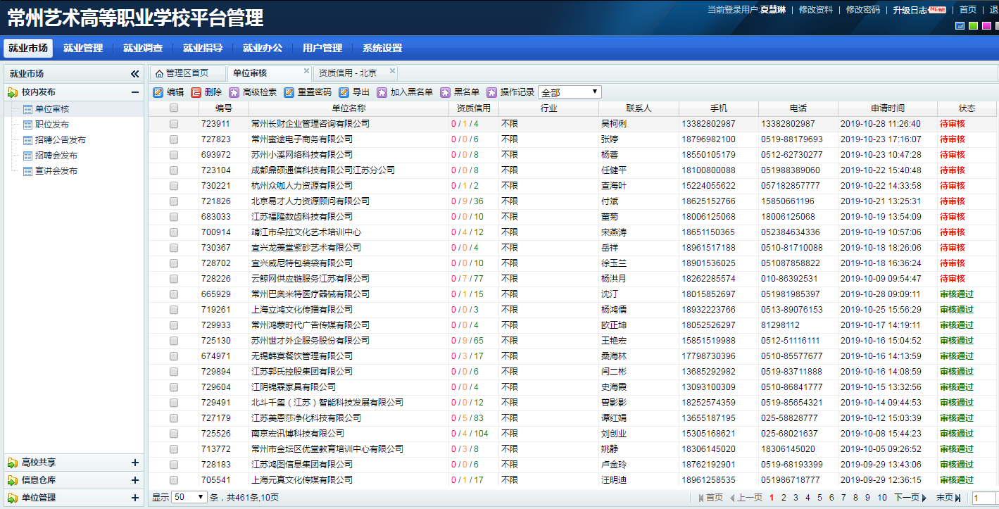 常州艺术高等职业学校平台管理
当前登录用户:夏慧琳 | 修改资料 | 修改密码 | 升级日志 NEW! | 首页 | 退
就业市场 就业管理 就业调查 就业指导 就业办公 用户管理 系统设置
就业市场
校内发布
单位审核
职位发布
招聘公告发布
招聘会发布
宣讲会发布
高校共享
信息仓库
单位管理
管理区首页 单位审核 资质信用 - 北京
编辑 删除 高级检索 重置密码 导出 加入黑名单 黑名单 操作记录 全部
编号 单位名称 资质信用 行业 联系人 手机 电话 申请时间 状态
723911 常州长财企业管理咨询有限公司 0 / 1 / 4 不限 吴柯俐 13382802987 13382802987 2019-10-28 11:26:40 待审核
727823 常州蜜途电子商务有限公司 0 / 0 / 6 不限 张婷 18796982100 0519-88179693 2019-10-23 17:16:07 待审核
693972 苏州小溪网络科技有限公司 0 / 0 / 8 不限 杨蓉 18550105179 0512-62730277 2019-10-23 10:47:28 待审核
723104 成都鼎硕通信科技有限公司江苏分公司 0 / 0 / 8 不限 任健平 18100800088 051988389060 2019-10-22 15:40:48 待审核
730221 杭州众咖人力资源有限公司 0 / 1 / 2 不限 查海叶 15224055622 057182857777 2019-10-22 14:33:58 待审核
721826 北京易才人力资源顾问有限公司 0 / 9 / 36 不限 付斌 18625152766 15850661196 2019-10-21 13:25:31 待审核
683033 江苏福隆数齿科技有限公司 0 / 0 / 10 不限 董菊 18006125068 18006125068 2019-10-19 13:54:09 待审核
700914 靖江市朵拉文化艺术培训中心 0 / 4 / 12 不限 宋燕涛 18651150365 052384634336 2019-10-19 10:57:06 待审核
730367 宜兴龙羡堂紫砂艺术有限公司 0 / 0 / 4 不限 岳祥 18961517188 0510-81710088 2019-10-18 18:26:06 待审核
728702 宜兴威尼特包装袋有限公司 0 / 0 / 10 不限 徐玉兰 18901536025 051087858822 2019-10-18 16:36:24 待审核
728226 云鲸网供应链服务江苏有限公司 0 / 7 / 77 不限 杨洪月 18262285574 010-86392531 2019-10-09 09:54:47 待审核
665929 常州巴奥米特医疗器械有限公司 0 / 1 / 15 不限 沈汀 18015852697 051981985397 2019-10-28 09:09:11 审核通过
719261 上海立鸿文化传播有限公司 0 / 0 / 3 不限 杨鸿儒 18932223766 0513-89076153 2019-10-25 15:56:29 审核通过
729933 常州鸿蒙时代广告传媒有限公司 0 / 0 / 4 不限 欧正坤 18052526297 81298112 2019-10-17 14:19:11 审核通过
725130 苏州世才外企服务股份有限公司 0 / 9 / 65 不限 王艳宏 15851519988 0512-51116111 2019-10-16 15:04:52 审核通过
674971 无锡韩宴餐饮管理有限公司 0 / 3 / 17 不限 桑海林 17798730396 0510-85577677 2019-10-16 14:13:59 审核通过
729894 江苏郭氏控股集团有限公司 0 / 0 / 6 不限 闫二彬 13685292982 0519-83711888 2019-10-16 14:08:59 审核通过
729604 江阴锦霖家具有限公司 0 / 0 / 4 不限 史海霞 13093100309 0510-86841777 2019-10-15 13:32:56 审核通过
729491 北斗千玺（江苏）智能科技发展有限公司 0 / 0 / 12 不限 曾影影 18252574359 0519-85654321 2019-10-14 09:44:53 审核通过
727179 江苏美恩莎净化科技有限公司 0 / 5 / 83 不限 谭红娟 13655187195 025-58828777 2019-10-12 15:03:39 审核通过
725526 南京宏讯博科技有限公司 0 / 4 / 104 不限 刘创业 15305168621 025-68021637 2019-10-08 15:44:23 审核通过
713772 常州市金坛区优堂教育培训中心有限公司 0 / 3 / 8 不限 姚静 18306145020 18306145020 2019-10-05 09:26:52 审核通过
728183 江苏鸿图信息集团有限公司 0 / 0 / 6 不限 卢金玲 18762192901 0519-68193399 2019-09-29 13:43:06 审核通过
705541 上海元真文化传媒有限公司 0 / 1 / 17 不限 汪明迪 18961258535 051986718777 2019-09-29 12:36:15 审核通过
显示 50 条，共461条,10页 首页 上一页 1 2 3 4 5 6 7 8 9 10 下一页 末页 1